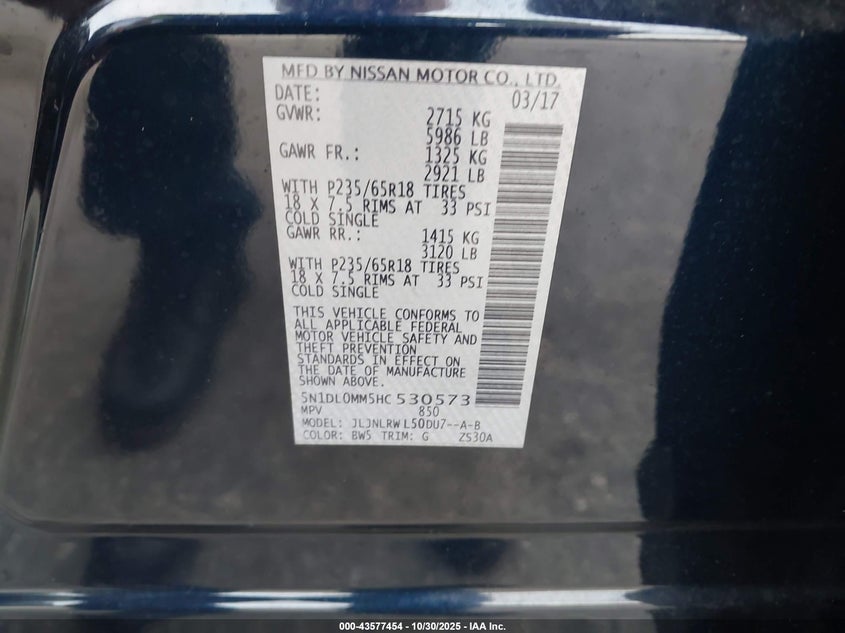 MFD BY NISSAN MOTOR CO., LTD.
DATE: 03/17
GVWR: 2715 KG
5986 LB
GAWR FR.: 1325 KG
2921 LB
WITH P235/65R18 TIRES
18 X 7.5 RIMS AT 33 PSI
COLD SINGLE
GAWR RR.: 1415 KG
3120 LB
WITH P235/65R18 TIRES
18 X 7.5 RIMS AT 33 PSI
COLD SINGLE
THIS VEHICLE CONFORMS TO
ALL APPLICABLE FEDERAL
MOTOR VEHICLE SAFETY AND
THEFT PREVENTION
STANDARDS IN EFFECT ON
THE DATE OF MANUFACTURE
SHOWN ABOVE.
5N1DL0MM5HC530573
MPV 850
MODEL: JLJNLRW L50DU7--A-B
COLOR: BW5 TRIM: G ZS30A
000-43577454 - 10/30/2025 - IAA Inc.